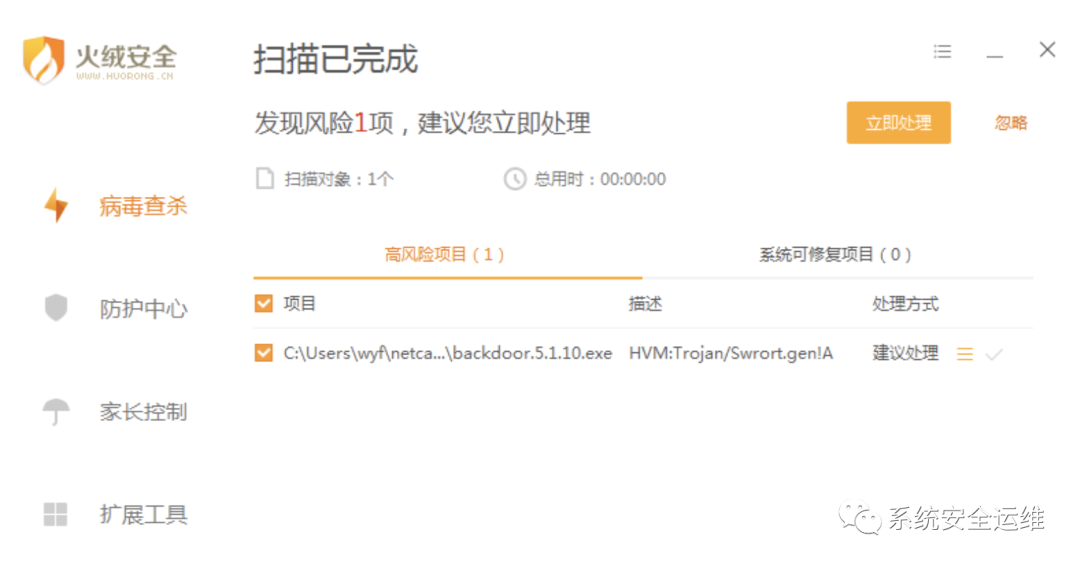 火绒安全
WWW.HUORONG.CN
扫描已完成
发现风险1项，建议您立即处理
立即处理
忽略
扫描对象：1个
总用时：00:00:00
病毒查杀
高风险项目（1）
系统可修复项目（0）
项目
描述
处理方式
防护中心
C:\Users\wyf\netca...\backdoor.5.1.10.exe
HVM:Trojan/Swrort.gen!A
建议处理
家长控制
扩展工具
系统安全运维